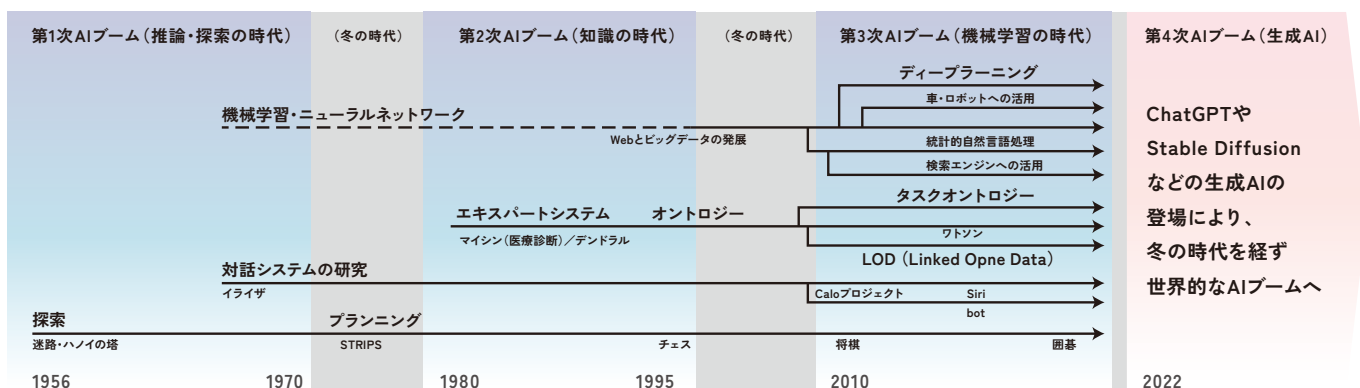 第1次AIブーム（推論・探索の時代）
（冬の時代）
第2次AIブーム（知識の時代）
（冬の時代）
第3次AIブーム（機械学習の時代）
第4次AIブーム（生成AI）
ディープラーニング
車・ロボットへの活用
機械学習・ニューラルネットワーク
Webとビッグデータの発展
統計的自然言語処理
検索エンジンへの活用
タスクオントロジー
エキスパートシステム
オントロジー
マイシン（医療診断）／デンドラル
ワトソン
LOD（Linked Opne Data）
対話システムの研究
イライザ
Caloプロジェクト
Siri
bot
探索
プランニング
迷路・ハノイの塔
STRIPS
チェス
将棋
囲碁
ChatGPTや
Stable Diffusion
などの生成AIの
登場により、
冬の時代を経ず
世界的なAIブームへ
1956
1970
1980
1995
2010
2022